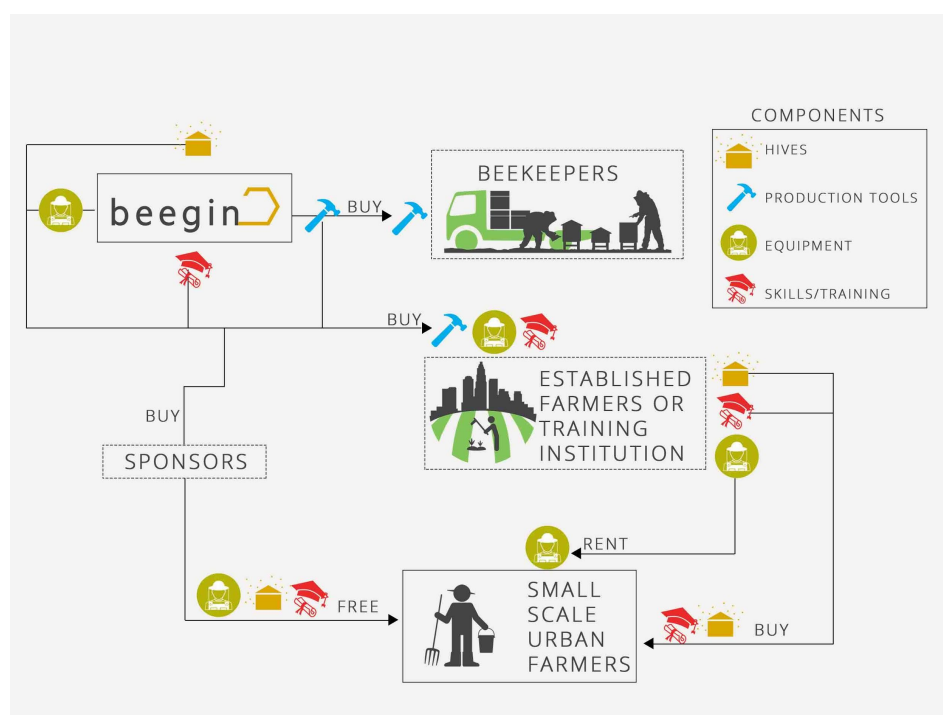 COMPONENTS
HIVES
PRODUCTION TOOLS
EQUIPMENT
SKILLS/TRAINING
beegin
BUY
BEEKEEPERS
BUY
ESTABLISHED
FARMERS OR
TRAINING
INSTITUTION
BUY
SPONSORS
RENT
FREE
SMALL
SCALE
URBAN
FARMERS
BUY